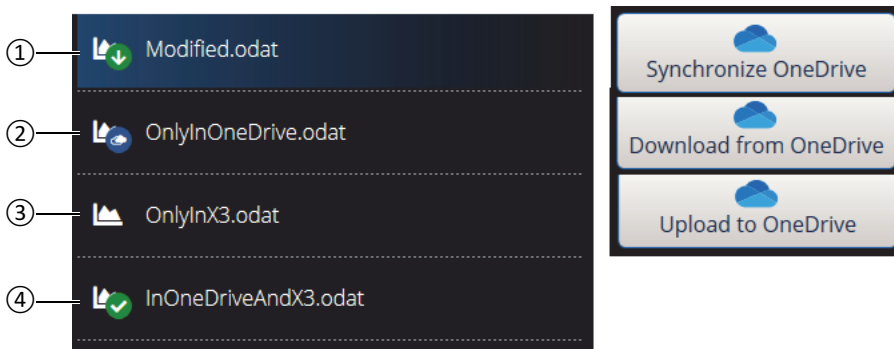 ① Modified.odat
② OnlyInOneDrive.odat
③ OnlyInX3.odat
④ InOneDriveAndX3.odat
Synchronize OneDrive
Download from OneDrive
Upload to OneDrive